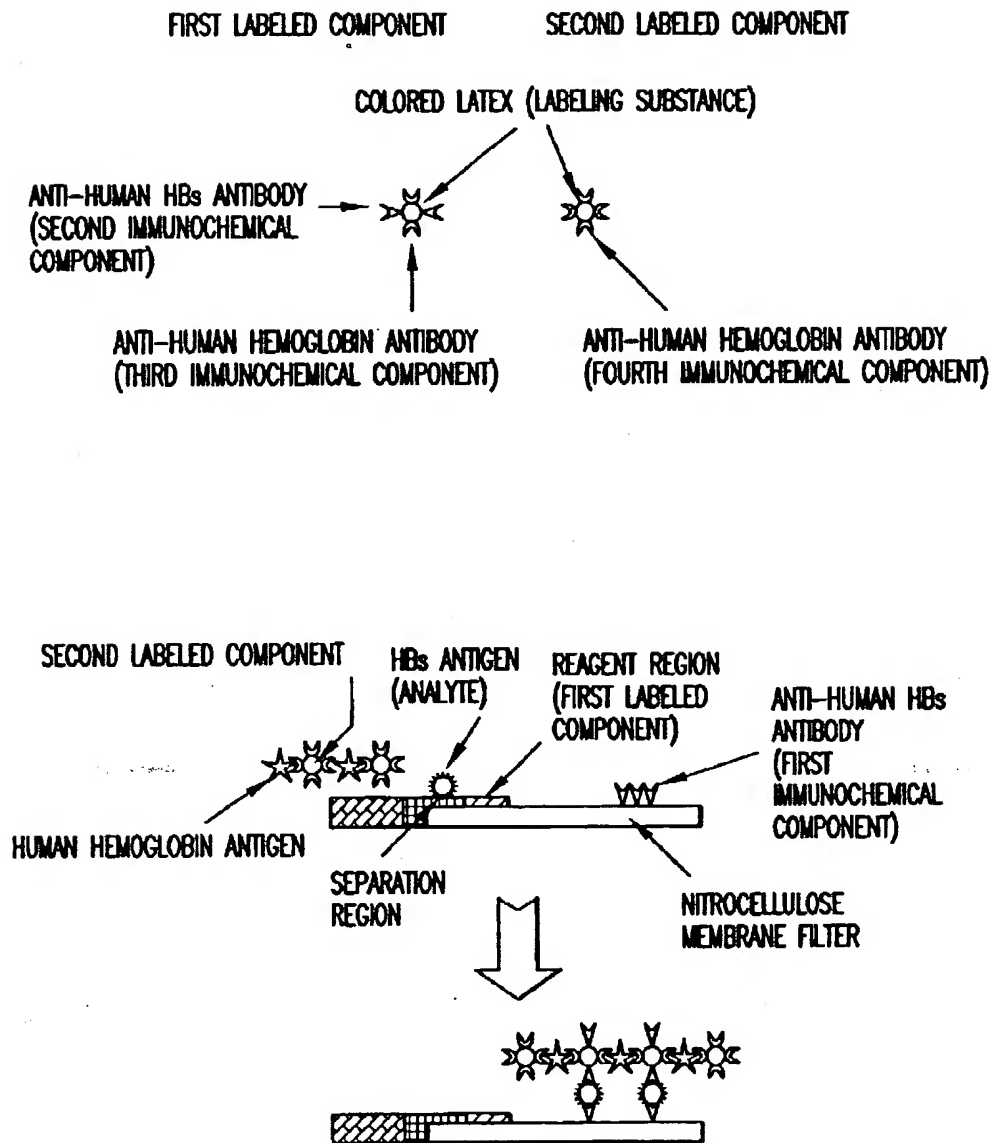 FIRST LABELED COMPONENT
SECOND LABELED COMPONENT
COLORED LATEX (LABELING SUBSTANCE)
ANTI-HUMAN HBs ANTIBODY
(SECOND IMMUNOCHEMICAL
COMPONENT)
ANTI-HUMAN HEMOGLOBIN ANTIBODY
(THIRD IMMUNOCHEMICAL COMPONENT)
ANTI-HUMAN HEMOGLOBIN ANTIBODY
(FOURTH IMMUNOCHEMICAL COMPONENT)
SECOND LABELED COMPONENT
HBs ANTIGEN
(ANALYTE)
REAGENT REGION
(FIRST LABELED
COMPONENT)
ANTI-HUMAN HBs
ANTIBODY
(FIRST
IMMUNOCHEMICAL
COMPONENT)
HUMAN HEMOGLOBIN ANTIGEN
SEPARATION
REGION
NITROCELLULOSE
MEMBRANE FILTER